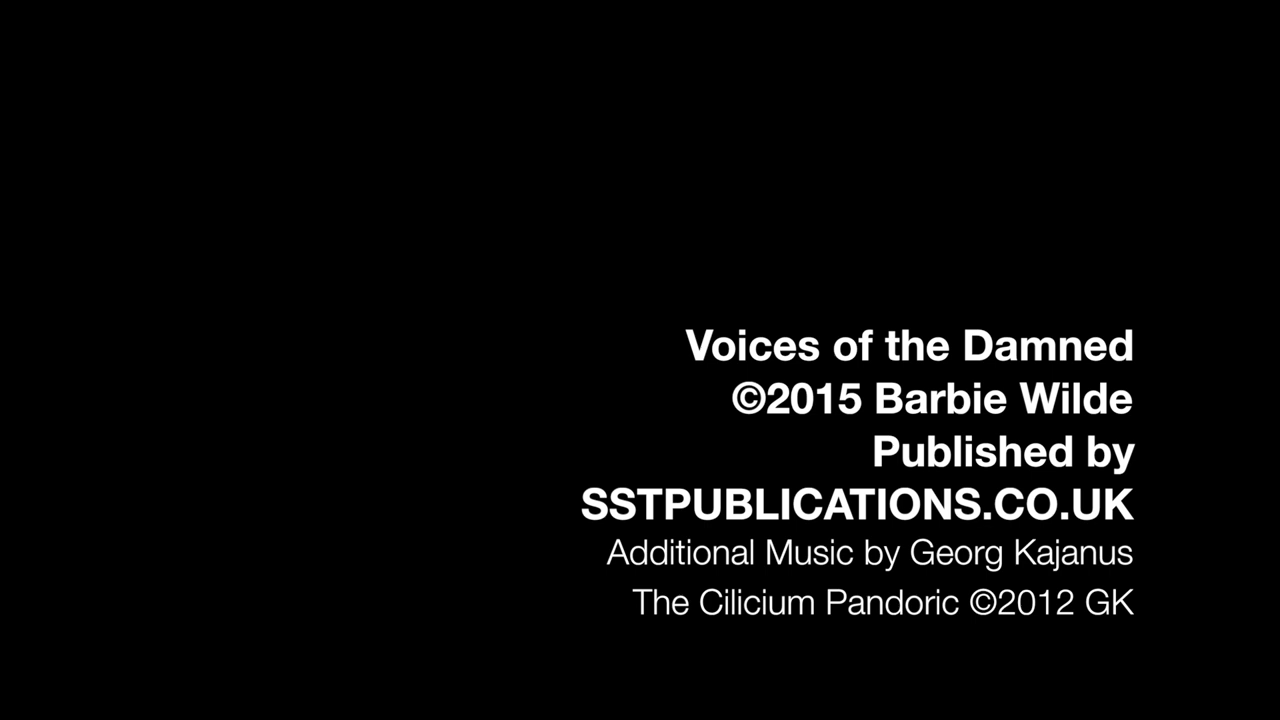 Voices of the Damned
©2015 Barbie Wilde
Published by
SSTPUBLICATIONS.CO.UK
Additional Music by Georg Kajanus
The Cilicium Pandoric ©2012 GK